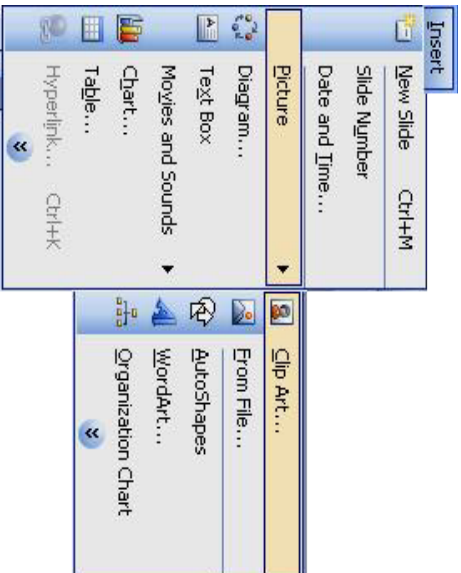 Insert
New Slide Ctrl+M
Slide Number
Date and Time...
Picture
Diagram...
Text Box
Movies and Sounds
Chart...
Table...
Hyperlink... Ctrl+K
Clip Art...
From File...
AutoShapes
WordArt...
Organization Chart